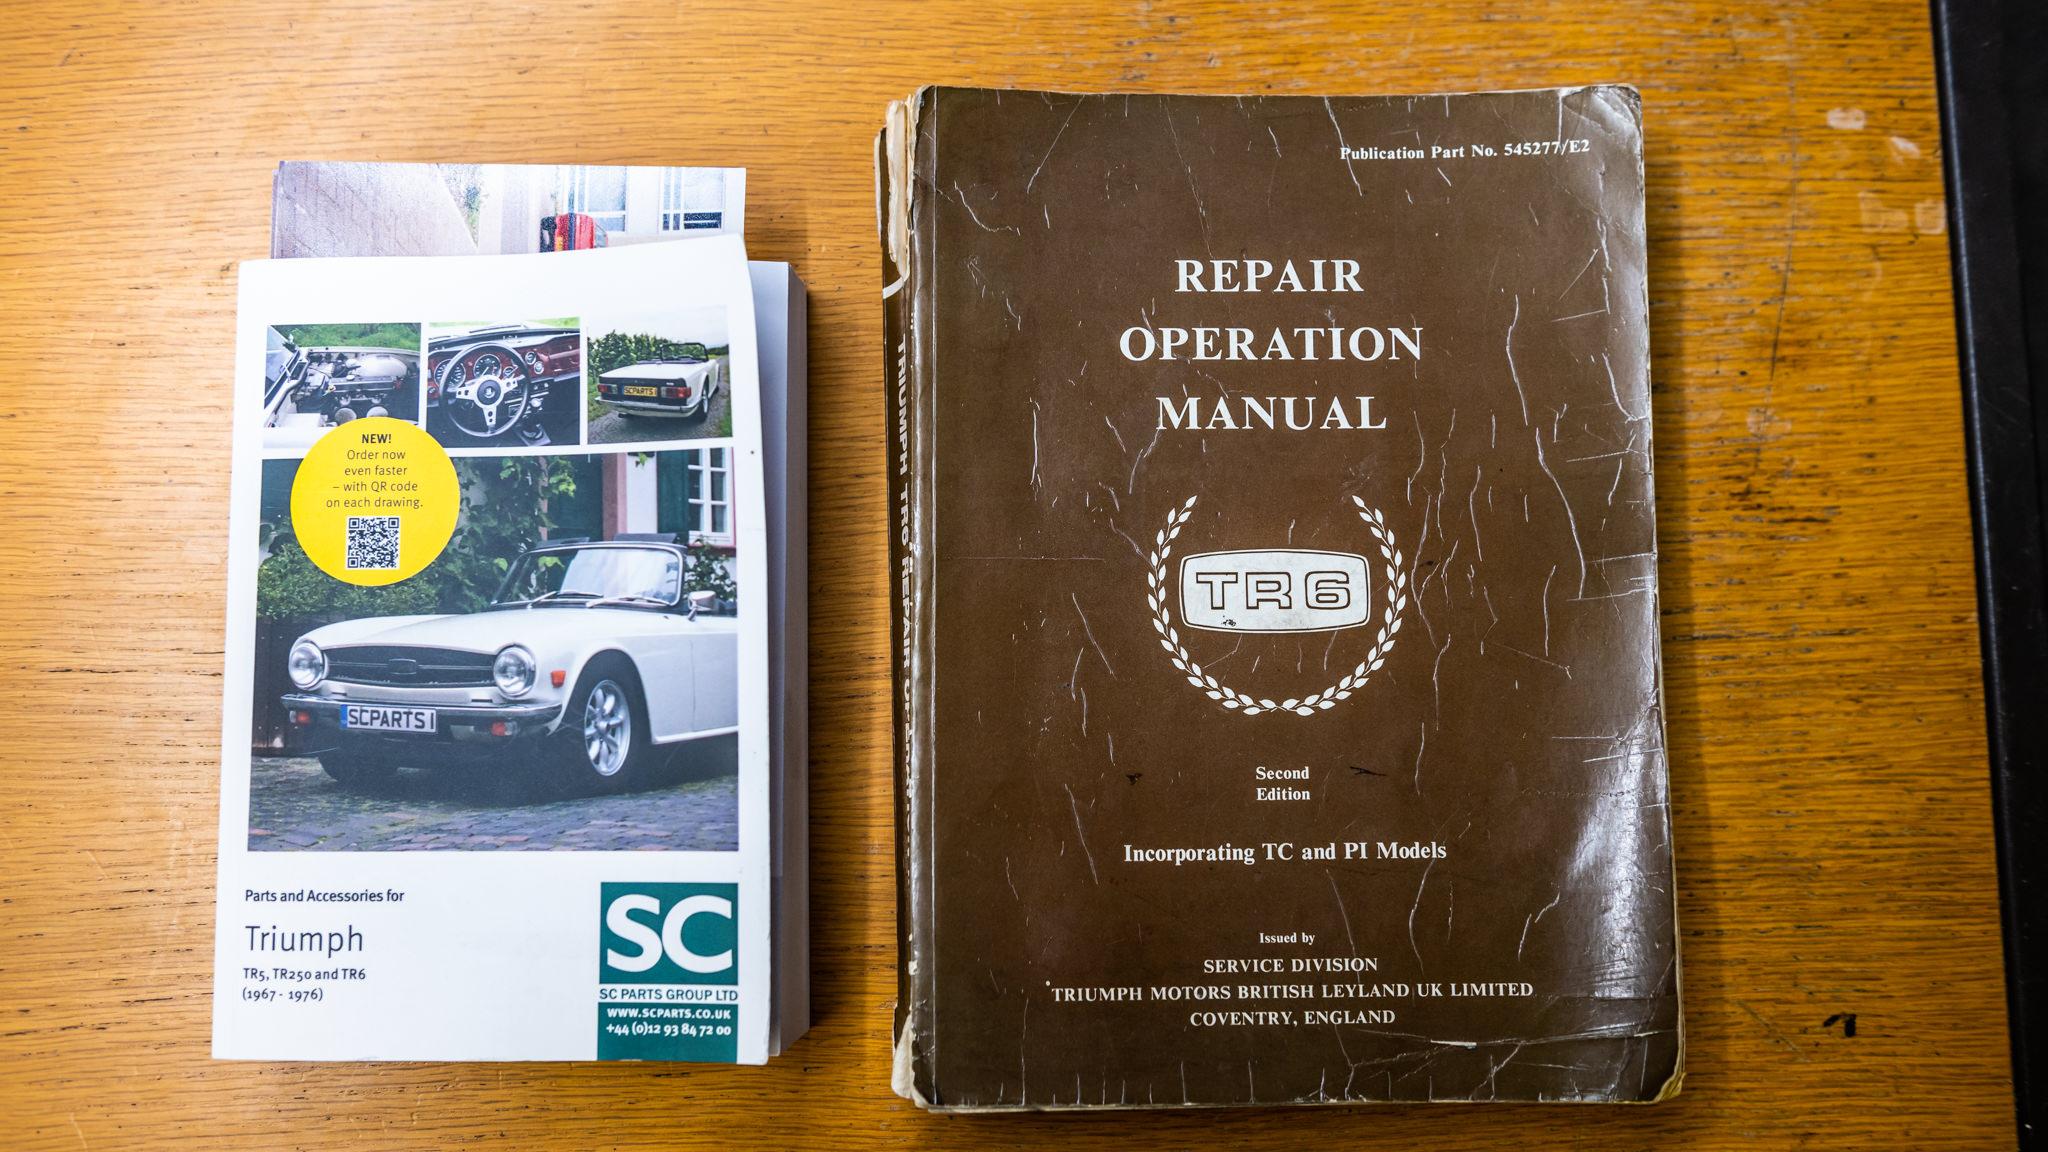 NEW!
Order now
even faster
– with QR code
on each drawing.
SCPARTS 1
SCPARTS 1
Parts and Accessories for
Triumph
TR5, TR250 and TR6
(1967 - 1976)
SC
SC PARTS GROUP LTD
WWW.SCPARTS.CO.UK
+44 (0)12 93 84 72 00
TRIUMPH TR6 REPAIR OPERATION
Publication Part No. 545277/E2
REPAIR
OPERATION
MANUAL
TR6
Second
Edition
Incorporating TC and PI Models
Issued by
SERVICE DIVISION
TRIUMPH MOTORS BRITISH LEYLAND UK LIMITED
COVENTRY, ENGLAND